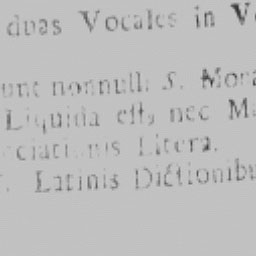 duas Vocales in V
unt nonnulli S. Mora
Liquida eſt, nec M
ciationis Litera.
. Latinis Dictionibu